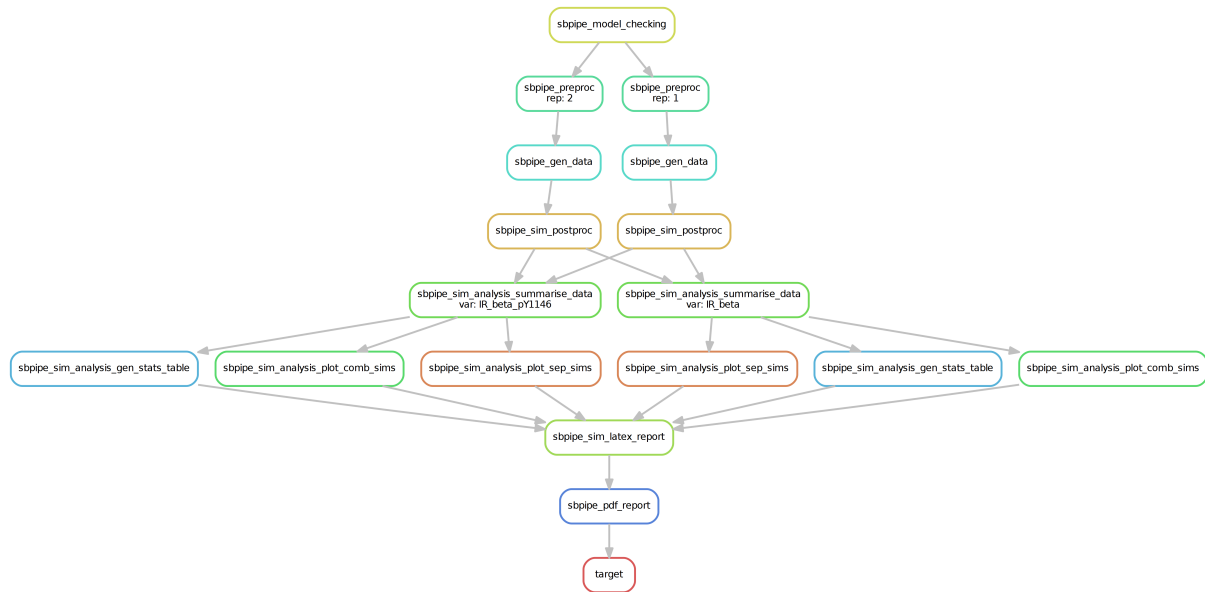 sbpipe_model_checking
sbpipe_preproc
rep: 2
sbpipe_preproc
rep: 1
sbpipe_gen_data
sbpipe_gen_data
sbpipe_sim_postproc
sbpipe_sim_postproc
sbpipe_sim_analysis_summarise_data
var: IR_beta_pY1146
sbpipe_sim_analysis_summarise_data
var: IR_beta
sbpipe_sim_analysis_gen_stats_table
sbpipe_sim_analysis_plot_comb_sims
sbpipe_sim_analysis_plot_sep_sims
sbpipe_sim_analysis_plot_sep_sims
sbpipe_sim_analysis_gen_stats_table
sbpipe_sim_analysis_plot_comb_sims
sbpipe_sim_latex_report
sbpipe_pdf_report
target